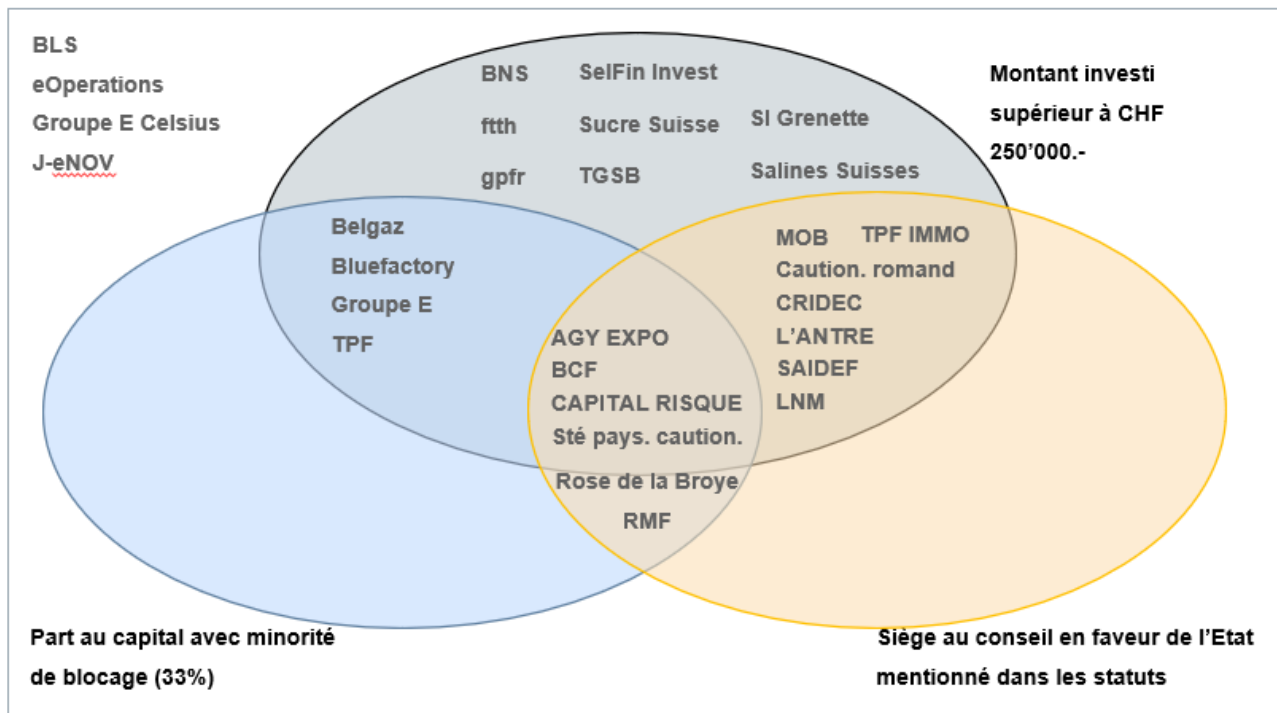 BLS
eOperations
Groupe E Celsius
J-eNOV
BNS
SelFin Invest
ftth
Sucre Suisse
SI Grenette
gpfr
TGSB
Salines Suisses
Montant investi
supérieur à CHF
250'000.-
Belgaz
Bluefactory
Groupe E
TPF
MOB
TPF IMMO
Caution. romand
CRIDEC
L'ANTRE
SAIDEF
LNM
AGY EXPO
BCF
CAPITAL RISQUE
Sté pays. caution.
Rose de la Broye
RMF
Part au capital avec minorité
de blocage (33%)
Siège au conseil en faveur de l'Etat
mentionné dans les statuts